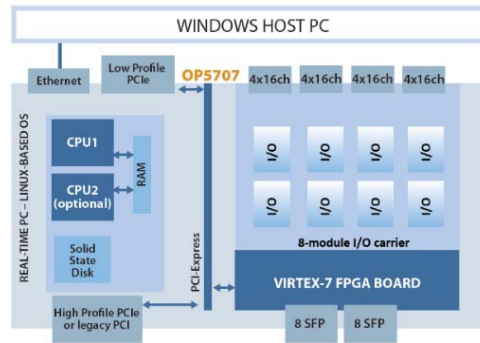 WINDOWS HOST PC
Ethernet
Low Profile
PCIe
OP5707
4x16ch
4x16ch
4x16ch
4x16ch
REAL-TIME PC – LINUX-BASED OS
CPU1
CPU2
(optional)
RAM
Solid
State
Disk
High Profile PCIe
or legacy PCI
PCI-Express
I/O
I/O
I/O
I/O
I/O
I/O
I/O
I/O
8-module I/O carrier
VIRTEX-7 FPGA BOARD
8 SFP
8 SFP